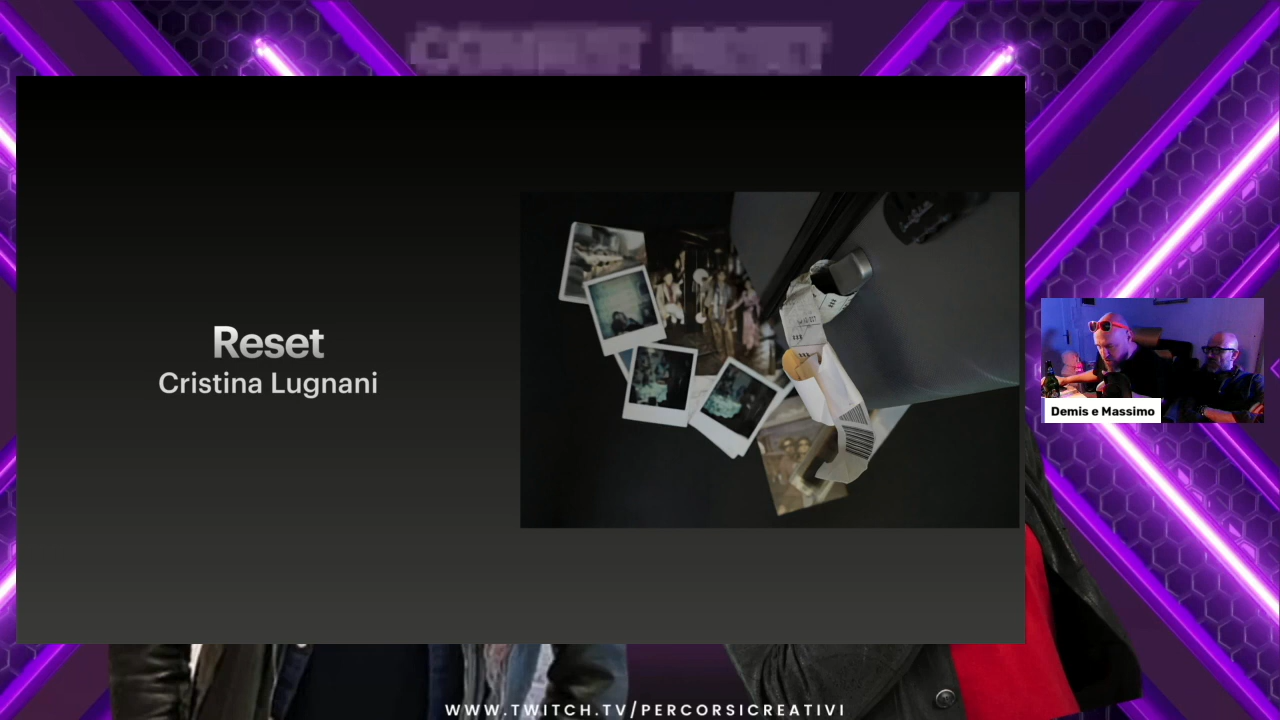 Reset
Cristina Lugnani
Demis e Massimo
WWW.TWITCH.TV/PERCORSICREATIVI